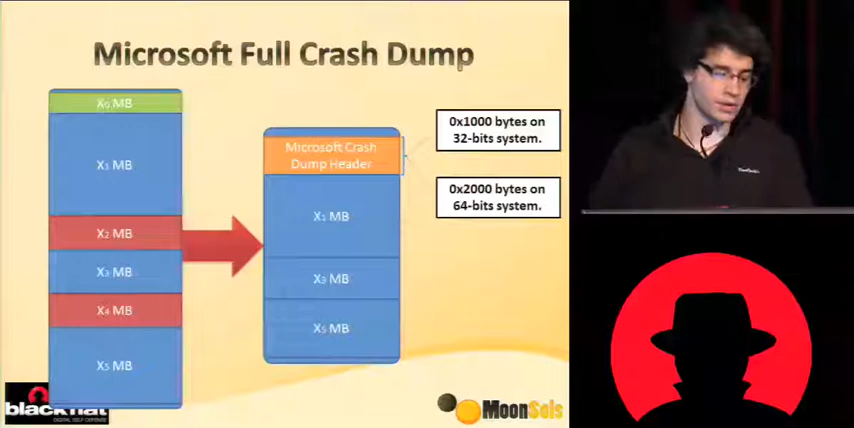 Microsoft Full Crash Dump
X₀ MB
X₁ MB
X₂ MB
X₃ MB
X₄ MB
X₅ MB
Microsoft Crash
Dump Header
X₁ MB
X₃ MB
X₅ MB
0x1000 bytes on
32-bits system.
0x2000 bytes on
64-bits system.
black hat
DIGITAL SELF DEFENSE
MoonSols